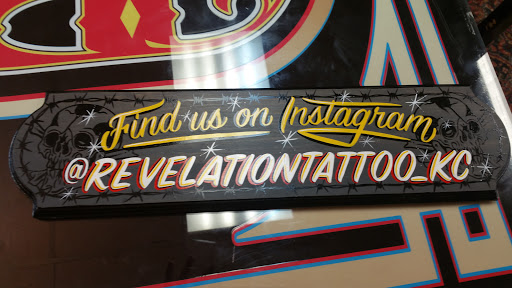 Find us on Instagram
@REVELATIONTATTOO_KC